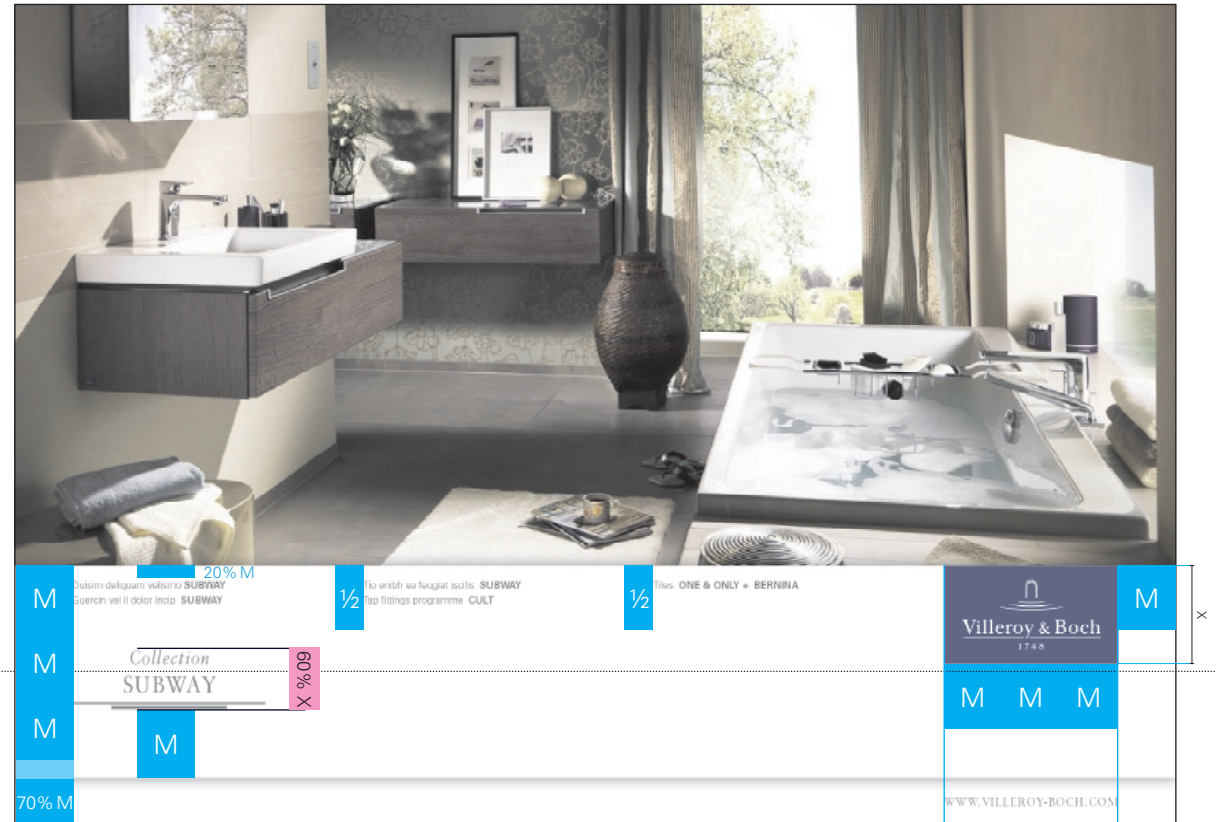 20% M
M
Duisim deliquam velismo SUBWAY
Guercin vel il dolor incip SUBWAY
½
Tio enibh ea feugiat iscilis SUBWAY
Tap fittings programme CULT
½
Tiles ONE & ONLY + BERNINA
Villeroy & Boch
1748
M
X
M
Collection
SUBWAY
60% X
M M M
M
M
70% M
WWW.VILLEROY-BOCH.COM